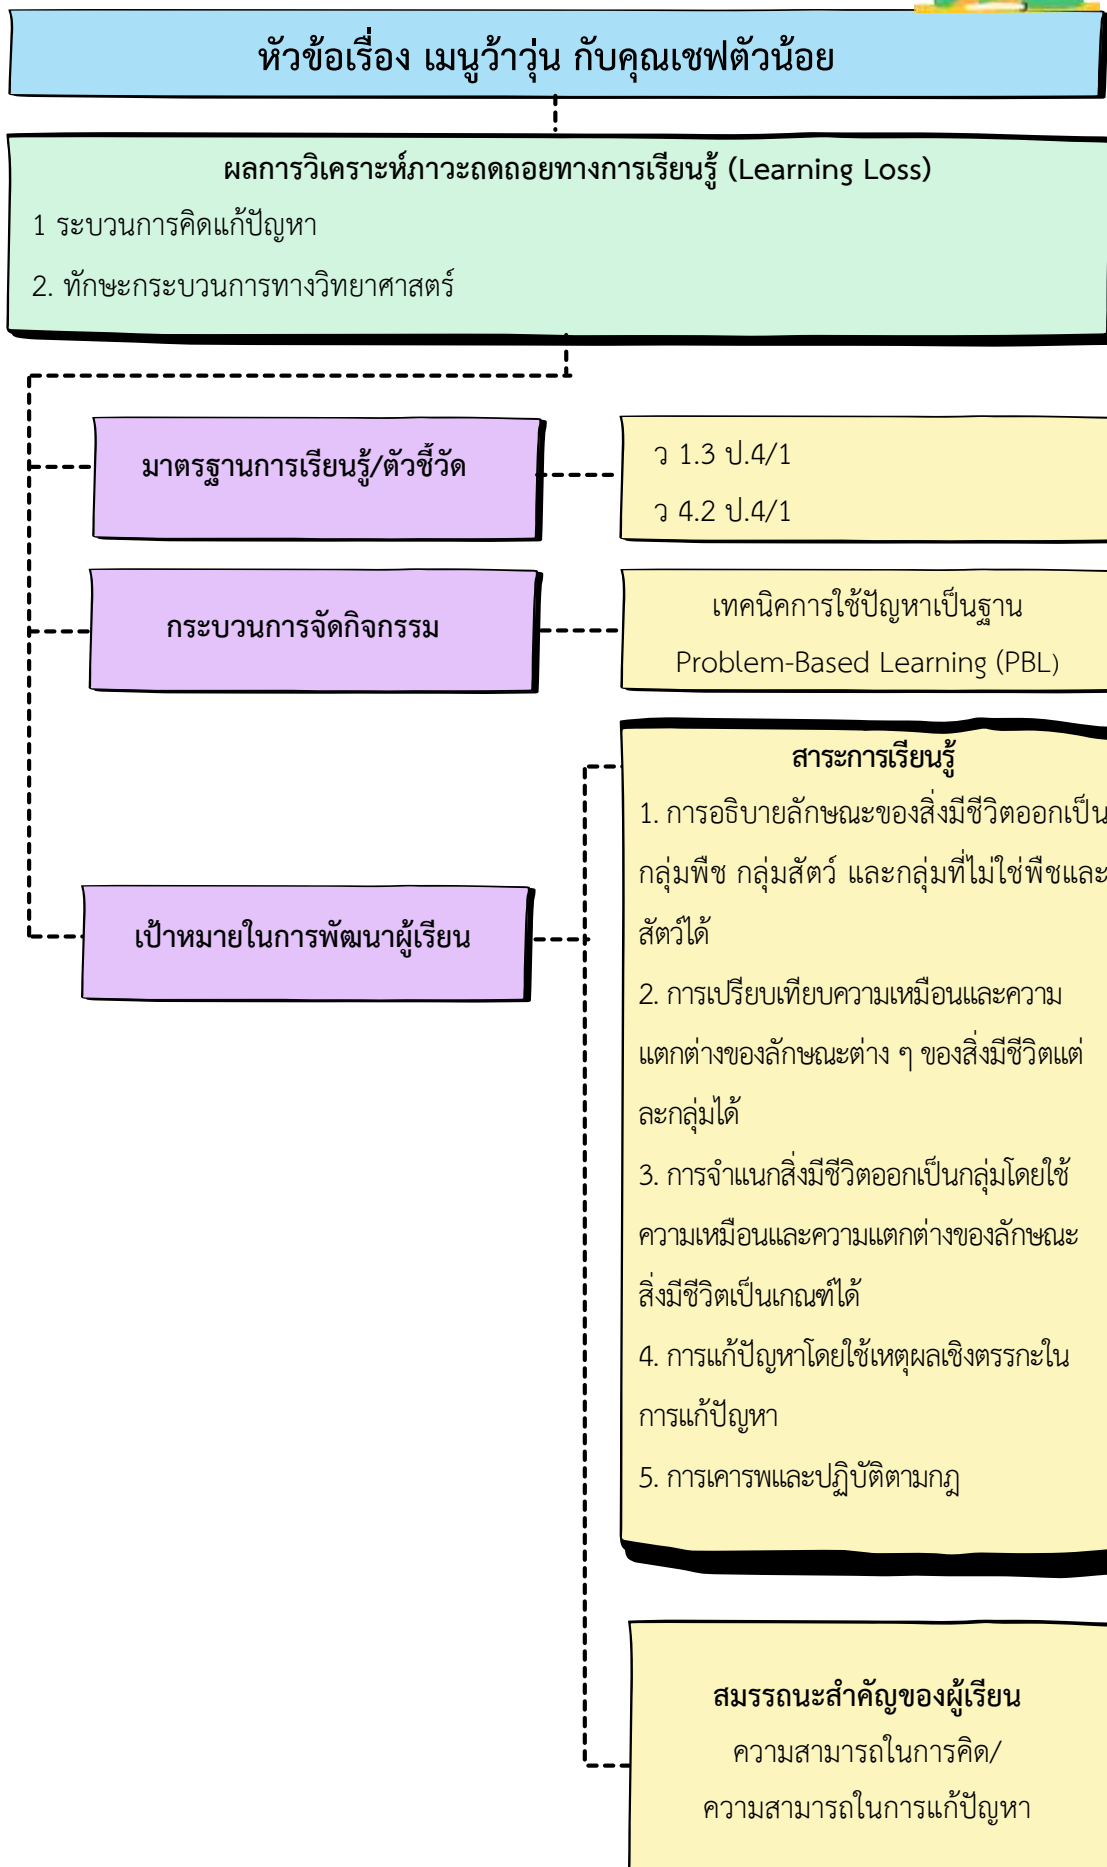 หัวข้อเรื่อง เมนูว้าวุ่น กับคุณเชฟตัวน้อย
ผลการวิเคราะห์ภาวะถดถอยทางการเรียนรู้ (Learning Loss)
1 ระบวนการคิดแก้ปัญหา
2. ทักษะกระบวนการทางวิทยาศาสตร์
มาตรฐานการเรียนรู้/ตัวชี้วัด
ว 1.3 ป.4/1
ว 4.2 ป.4/1
กระบวนการจัดกิจกรรม
เทคนิคการใช้ปัญหาเป็นฐาน
Problem-Based Learning (PBL)
เป้าหมายในการพัฒนาผู้เรียน
สาระการเรียนรู้
1. การอธิบายลักษณะของสิ่งมีชีวิตออกเป็น
กลุ่มพืช กลุ่มสัตว์ และกลุ่มที่ไม่ใช่พืชและ
สัตว์ได้
2. การเปรียบเทียบความเหมือนและความ
แตกต่างของลักษณะต่าง ๆ ของสิ่งมีชีวิตแต่
ละกลุ่มได้
3. การจำแนกสิ่งมีชีวิตออกเป็นกลุ่มโดยใช้
ความเหมือนและความแตกต่างของลักษณะ
สิ่งมีชีวิตเป็นเกณฑ์ได้
4. การแก้ปัญหาโดยใช้เหตุผลเชิงตรรกะใน
การแก้ปัญหา
5. การเคารพและปฏิบัติตามกฎ
สมรรถนะสำคัญของผู้เรียน
ความสามารถในการคิด/
ความสามารถในการแก้ปัญหา